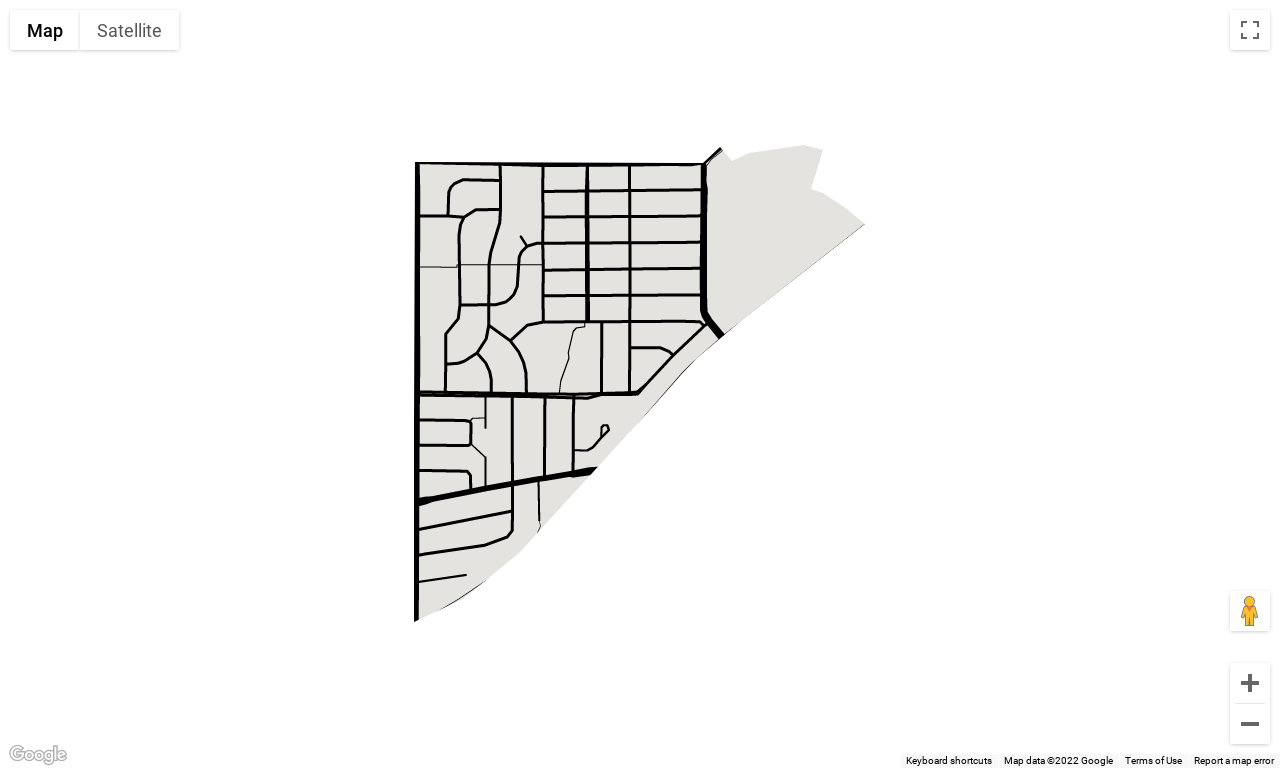 Map Satellite
Google
Keyboard shortcuts Map data ©2022 Google Terms of Use Report a map error